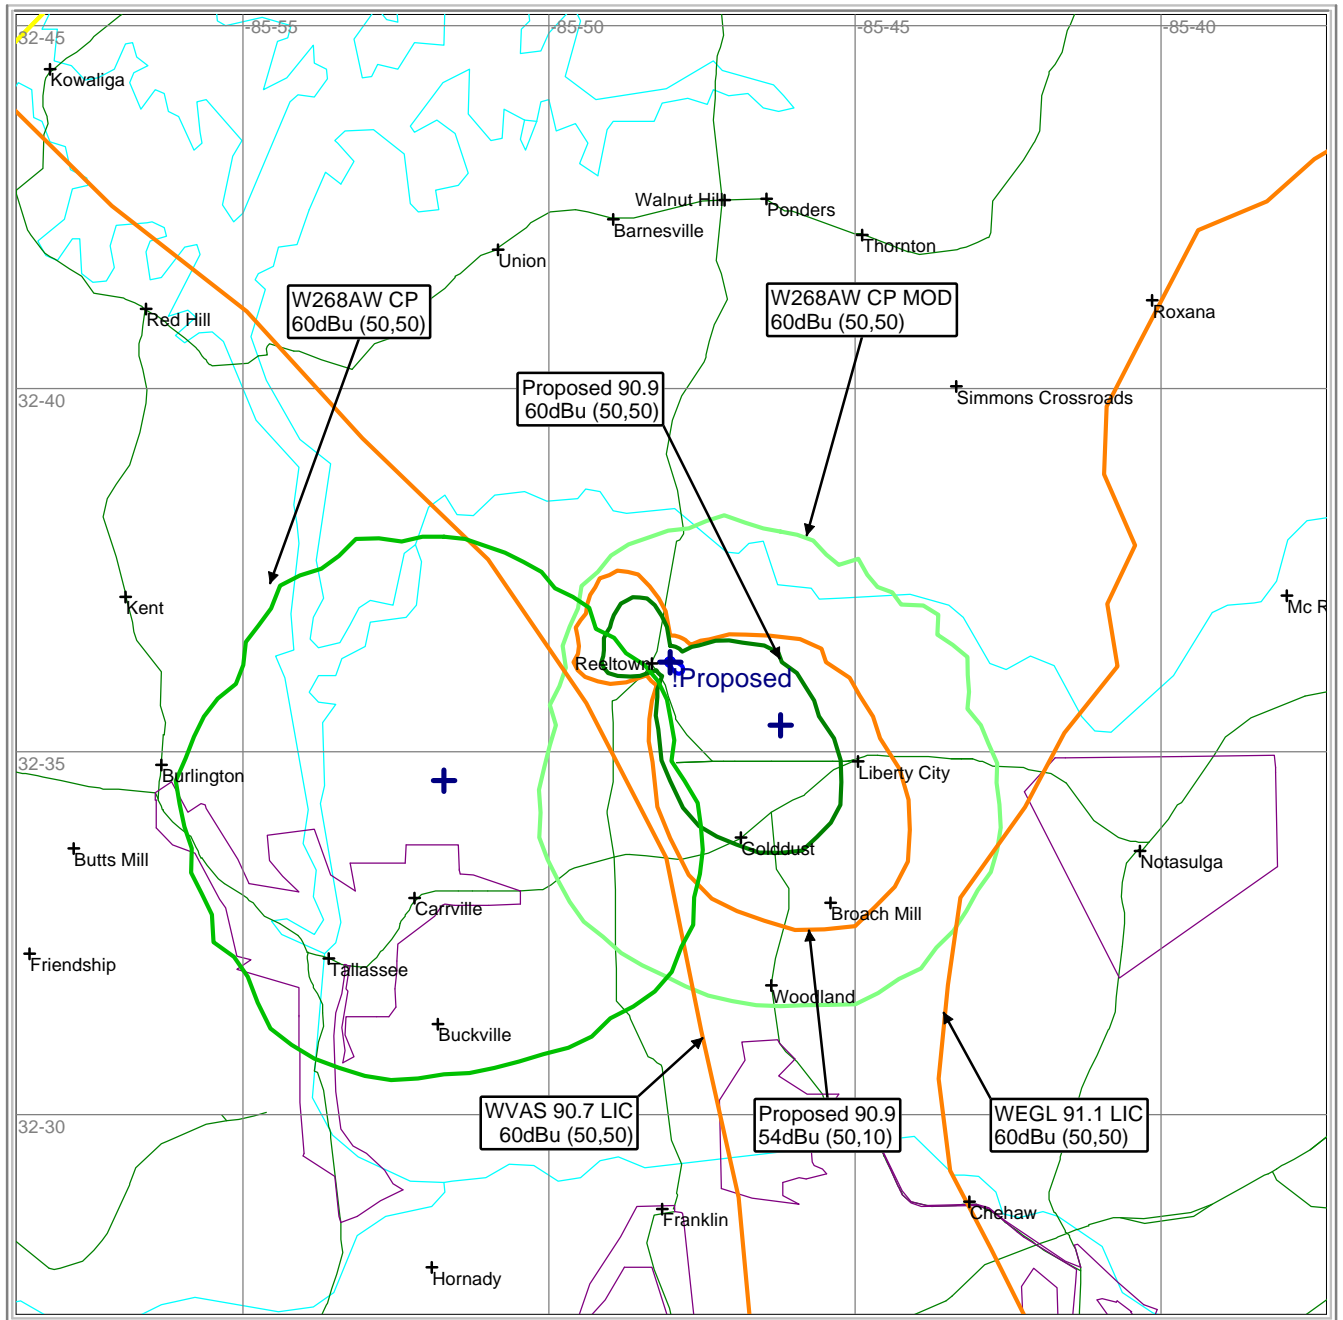 32-45
-85-55
-85-50
-85-45
-85-40
Kowaliga
Walnut Hill
Ponders
Barnesville
Thornton
Union
W268AW CP
60dBu (50,50)
W268AW CP MOD
60dBu (50,50)
Roxana
Red Hill
Proposed 90.9
60dBu (50,50)
32-40
Simmons Crossroads
Kent
Mc R
Reeltown
!Proposed
Burlington
Liberty City
32-35
Butts Mill
Golddust
Notasulga
Carrville
Broach Mill
Friendship
Tallassee
Woodland
Buckville
WVAS 90.7 LIC
60dBu (50,50)
Proposed 90.9
54dBu (50,10)
WEGL 91.1 LIC
60dBu (50,50)
32-30
Franklin
Chehaw
Hornady